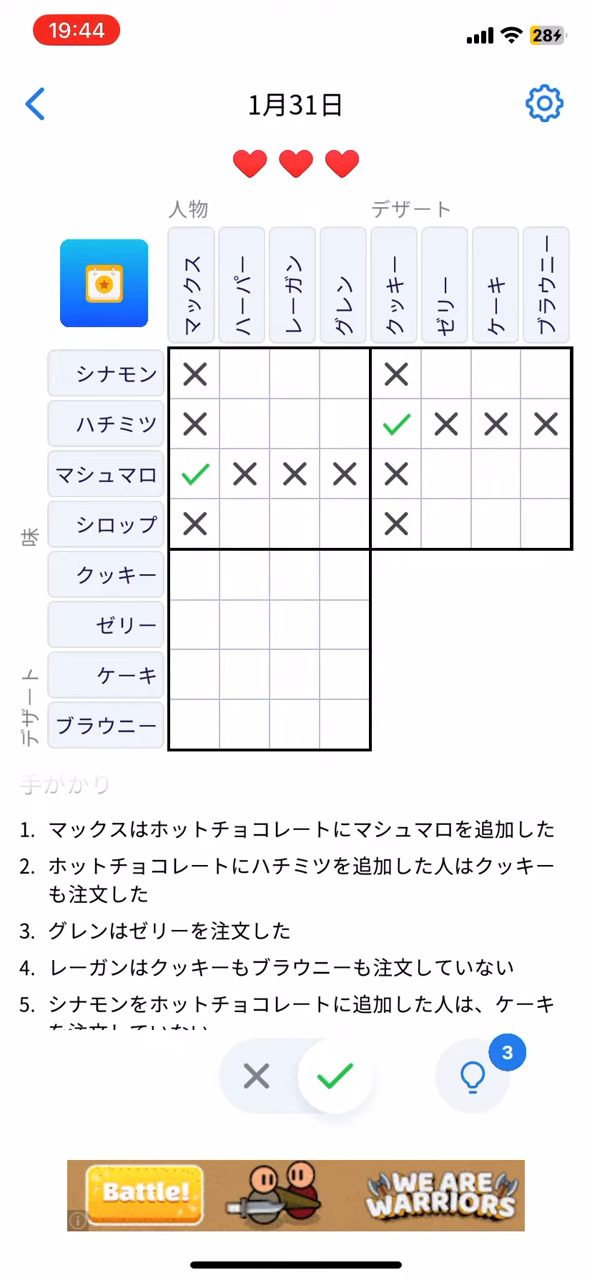 19:44
28
1月31日
人物
デザート
マックス
ハーパー
レーガン
グレン
クッキー
ゼリー
ケーキ
ブラウニー
味
シナモン
ハチミツ
マシュマロ
シロップ
デザート
クッキー
ゼリー
ケーキ
ブラウニー
手がかり
1. マックスはホットチョコレートにマシュマロを追加した
2. ホットチョコレートにハチミツを追加した人はクッキー
も注文した
3. グレンはゼリーを注文した
4. レーガンはクッキーもブラウニーも注文していない
5. シナモンをホットチョコレートに追加した人は、ケーキ
を注文していない
3
Battle!
WE ARE
WARRIORS